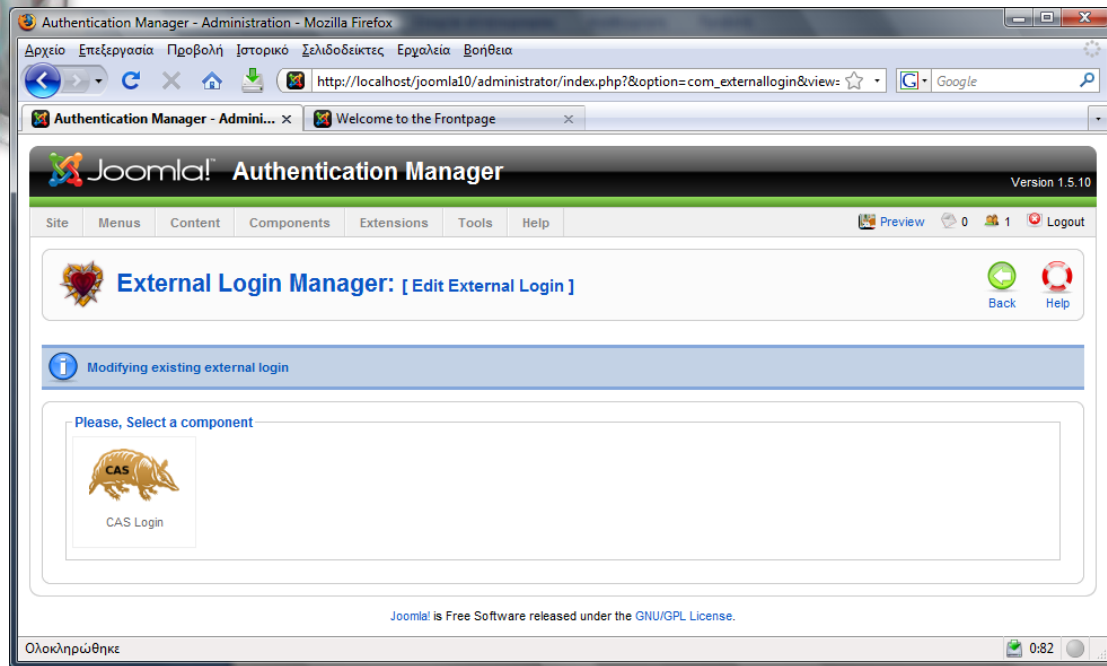 Authentication Manager - Administration - Mozilla Firefox
Αρχείο Επεξεργασία Προβολή Ιστορικό Σελιδοδείκτες Εργαλεία Βοήθεια
http://localhost/joomla10/administrator/index.php?&option=com_externallogin&view= G Google
Authentication Manager - Admini... Welcome to the Frontpage
Joomla!™ Authentication Manager
Version 1.5.10
Site Menus Content Components Extensions Tools Help Preview 0 1 Logout
External Login Manager: [ Edit External Login ]
Back Help
Modifying existing external login
Please, Select a component
CAS
CAS Login
Joomla! is Free Software released under the GNU/GPL License.
Ολοκληρώθηκε 0:82